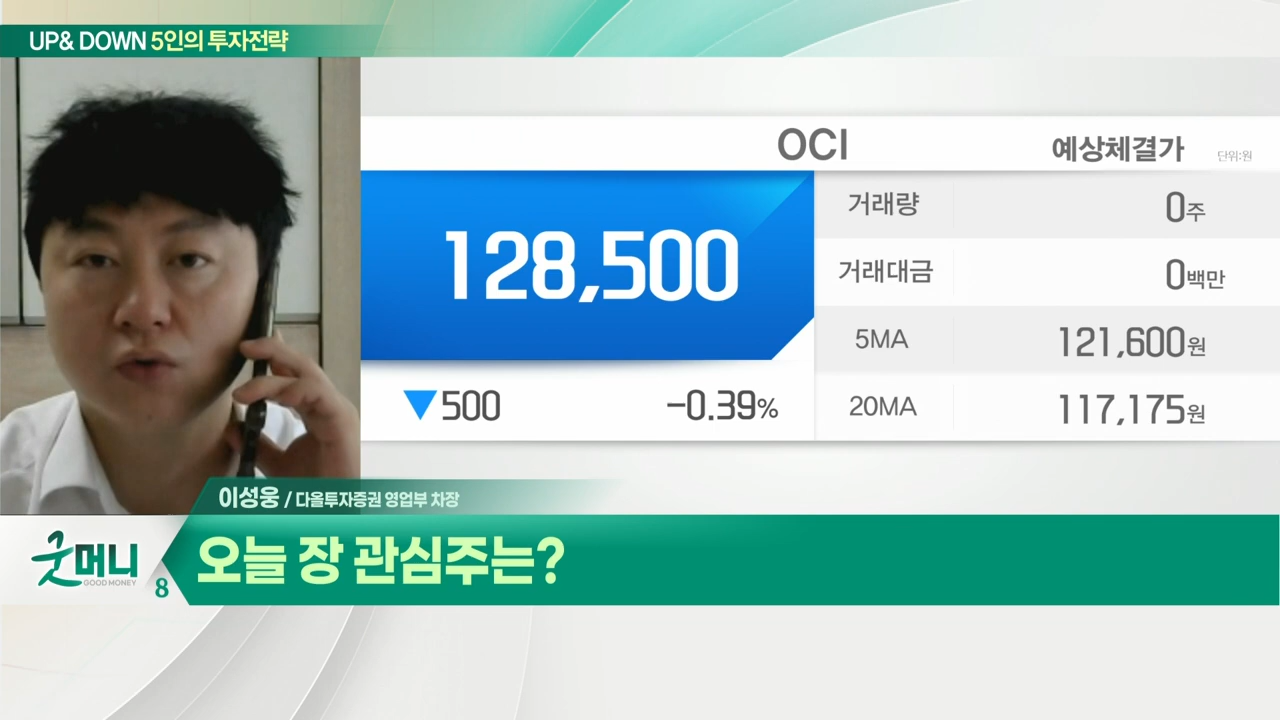 UP& DOWN 5인의 투자전략
OCI
예상체결가
단위:원
128,500
▼500
-0.39%
거래량
0주
거래대금
0백만
5MA
121,600원
20MA
117,175원
이성웅 / 다올투자증권 영업부 차장
굿머니
GOOD MONEY
8
오늘 장 관심주는?